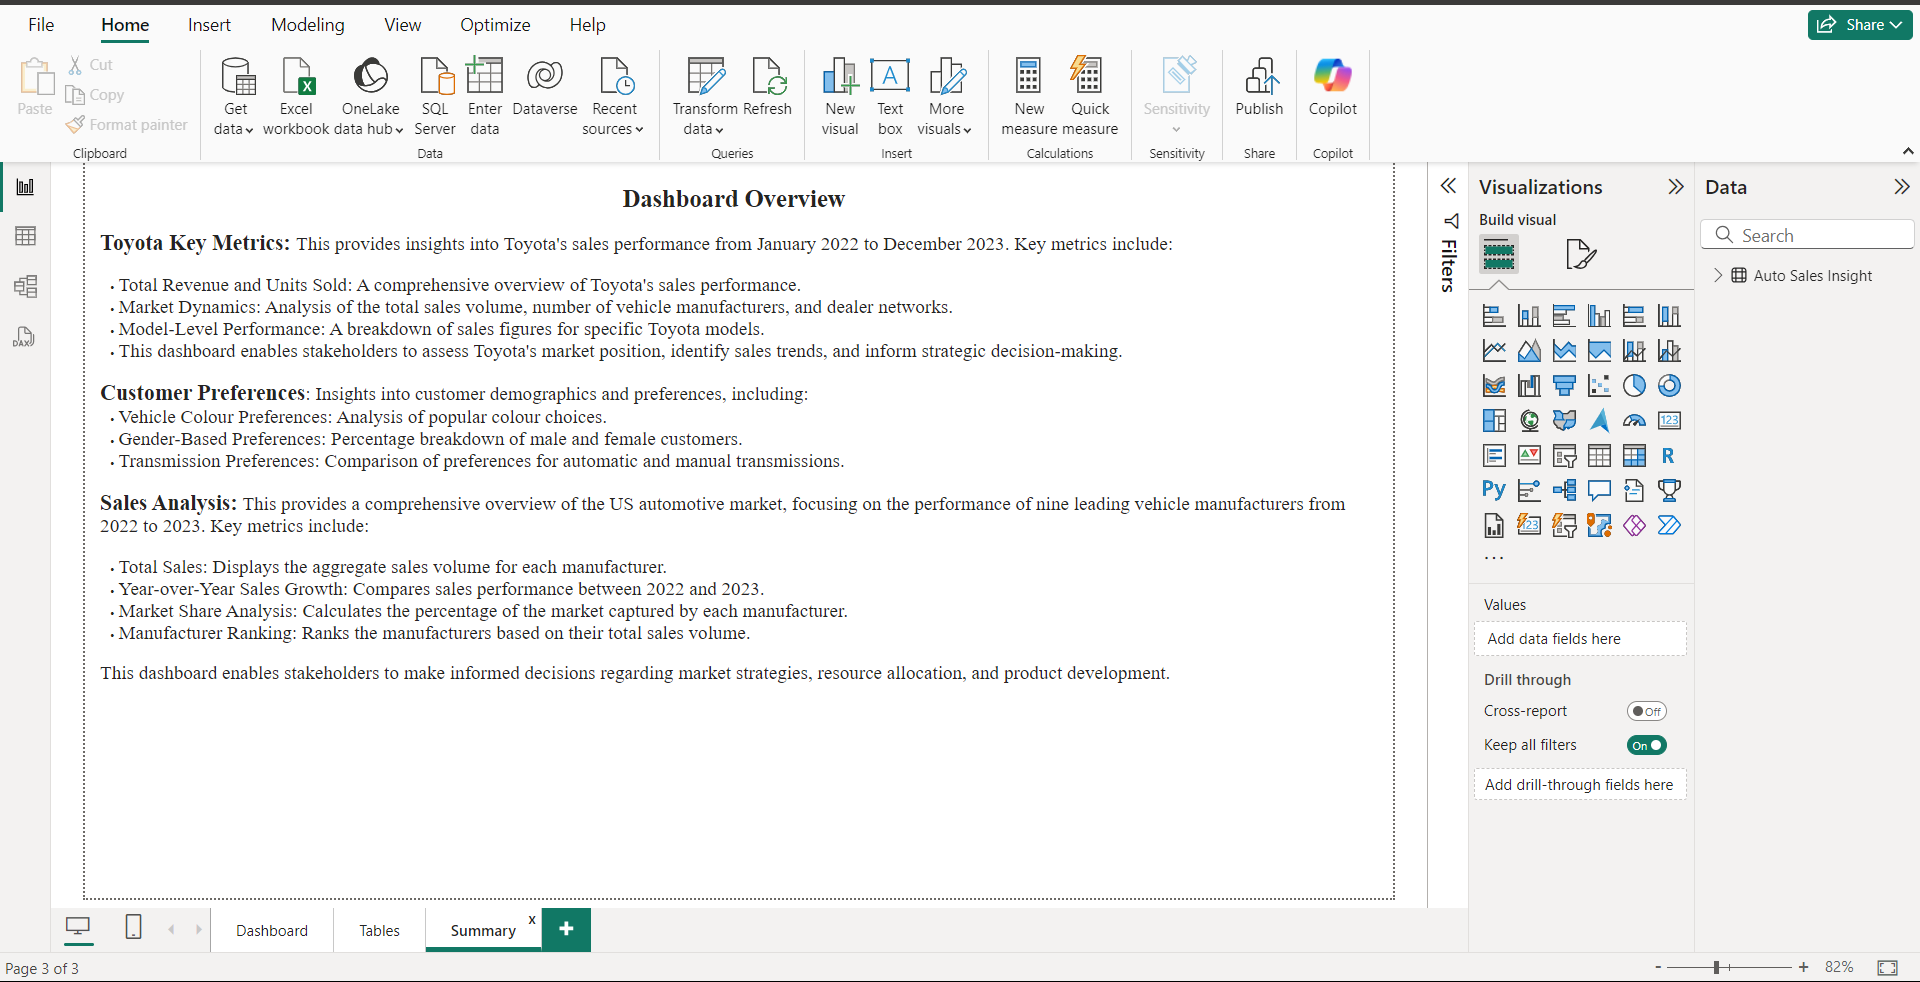 File Home Insert Modeling View Optimize Help Share
Paste
Cut
Copy
Format painter
Clipboard
Get data
Excel workbook
OneLake data hub
SQL Server
Enter data
Dataverse
Recent sources
Data
Transform data
Refresh
Queries
New visual
Text box
More visuals
Insert
New measure
Quick measure
Calculations
Sensitivity
Sensitivity
Publish
Share
Copilot
Copilot
Dashboard Overview
Toyota Key Metrics: This provides insights into Toyota's sales performance from January 2022 to December 2023. Key metrics include:
• Total Revenue and Units Sold: A comprehensive overview of Toyota's sales performance.
• Market Dynamics: Analysis of the total sales volume, number of vehicle manufacturers, and dealer networks.
• Model-Level Performance: A breakdown of sales figures for specific Toyota models.
• This dashboard enables stakeholders to assess Toyota's market position, identify sales trends, and inform strategic decision-making.
Customer Preferences: Insights into customer demographics and preferences, including:
• Vehicle Colour Preferences: Analysis of popular colour choices.
• Gender-Based Preferences: Percentage breakdown of male and female customers.
• Transmission Preferences: Comparison of preferences for automatic and manual transmissions.
Sales Analysis: This provides a comprehensive overview of the US automotive market, focusing on the performance of nine leading vehicle manufacturers from
2022 to 2023. Key metrics include:
• Total Sales: Displays the aggregate sales volume for each manufacturer.
• Year-over-Year Sales Growth: Compares sales performance between 2022 and 2023.
• Market Share Analysis: Calculates the percentage of the market captured by each manufacturer.
• Manufacturer Ranking: Ranks the manufacturers based on their total sales volume.
This dashboard enables stakeholders to make informed decisions regarding market strategies, resource allocation, and product development.
DAX
Filters
Visualizations
Build visual
123
R
Py
123
...
Values
Add data fields here
Drill through
Cross-report Off
Keep all filters On
Add drill-through fields here
Data
Search
Auto Sales Insight
Dashboard Tables Summary x +
Page 3 of 3
- + 82%